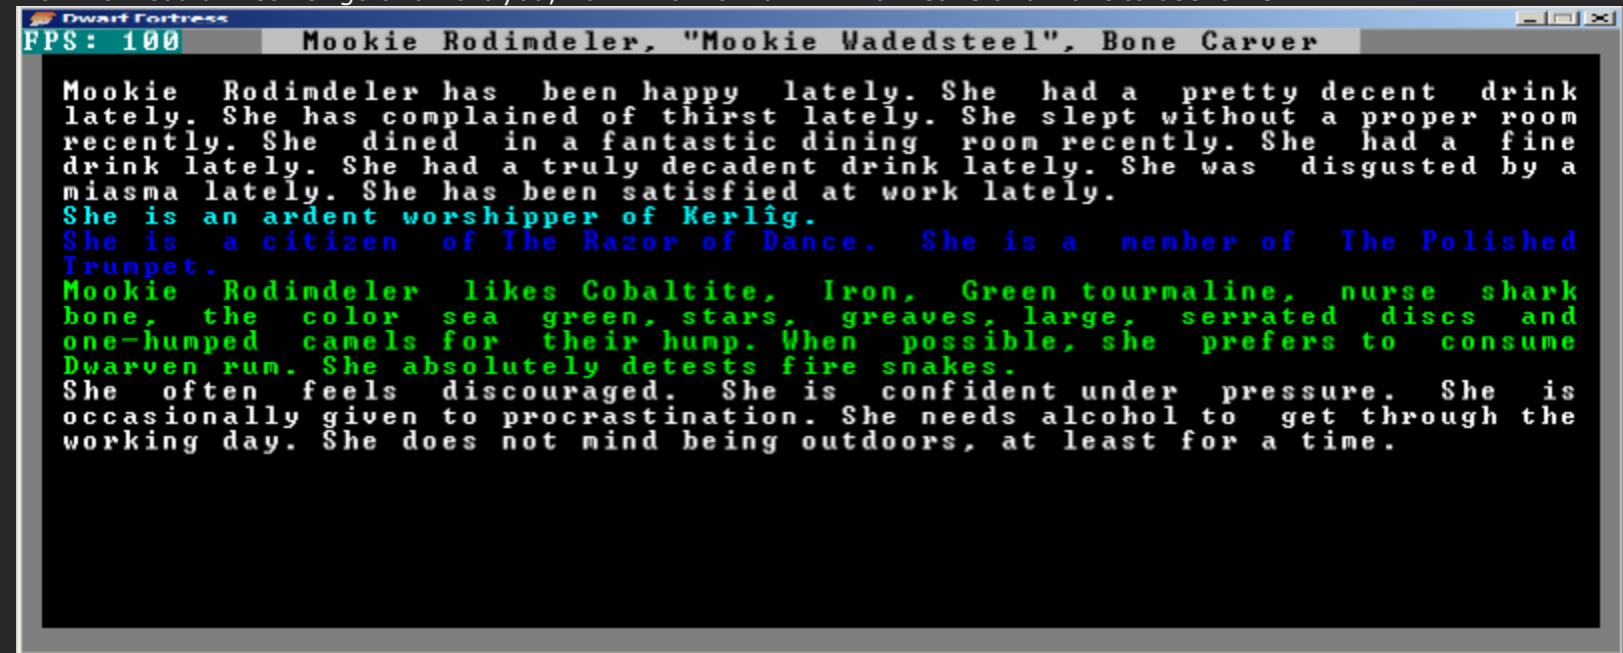 Dwarf Fortress
FPS: 100 Mookie Rodimdeler, "Mookie Wadedsteel", Bone Carver
Mookie Rodimdeler has been happy lately. She had a pretty decent drink
lately. She has complained of thirst lately. She slept without a proper room
recently. She dined in a fantastic dining room recently. She had a fine
drink lately. She had a truly decadent drink lately. She was disgusted by a
miasma lately. She has been satisfied at work lately.
She is an ardent worshipper of Kerlîg.
She is a citizen of The Razor of Dance. She is a member of The Polished
Trumpet.
Mookie Rodimdeler likes Cobaltite, Iron, Green tourmaline, nurse shark
bone, the color sea green, stars, greaves, large, serrated discs and
one-humped camels for their hump. When possible, she prefers to consume
Dwarven rum. She absolutely detests fire snakes.
She often feels discouraged. She is confident under pressure. She is
occasionally given to procrastination. She needs alcohol to get through the
working day. She does not mind being outdoors, at least for a time.